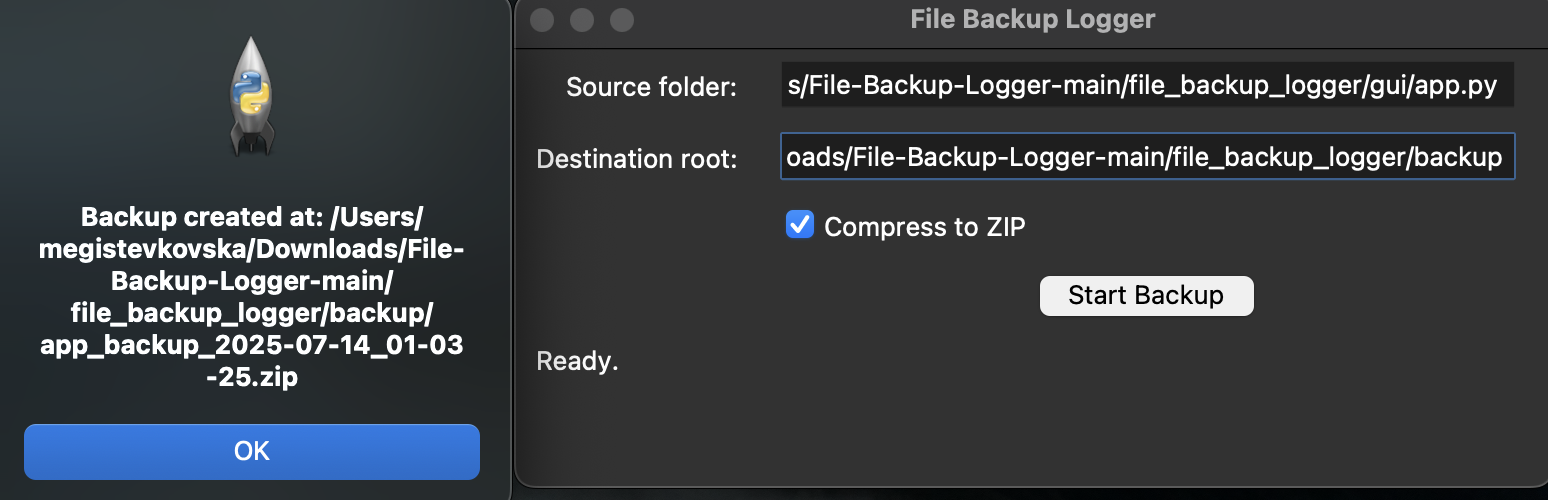 Backup created at: /Users/
megistevkovska/Downloads/File-
Backup-Logger-main/
file_backup_logger/backup/
app_backup_2025-07-14_01-03
-25.zip
OK
File Backup Logger
Source folder: s/File-Backup-Logger-main/file_backup_logger/gui/app.py
Destination root: oads/File-Backup-Logger-main/file_backup_logger/backup
Compress to ZIP
Start Backup
Ready.